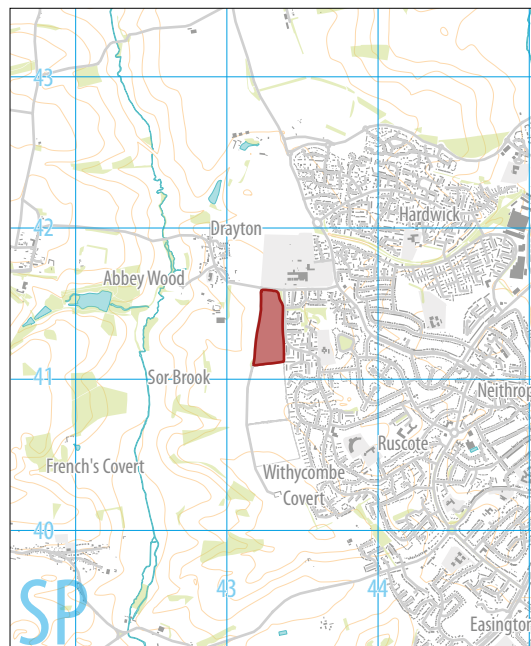 43
42
Hardwick
Drayton
Abbey Wood
41
Sor-Brook
Neithrop
Ruscote
French's Covert
Withycombe
Covert
40
SP
43
44
Easington